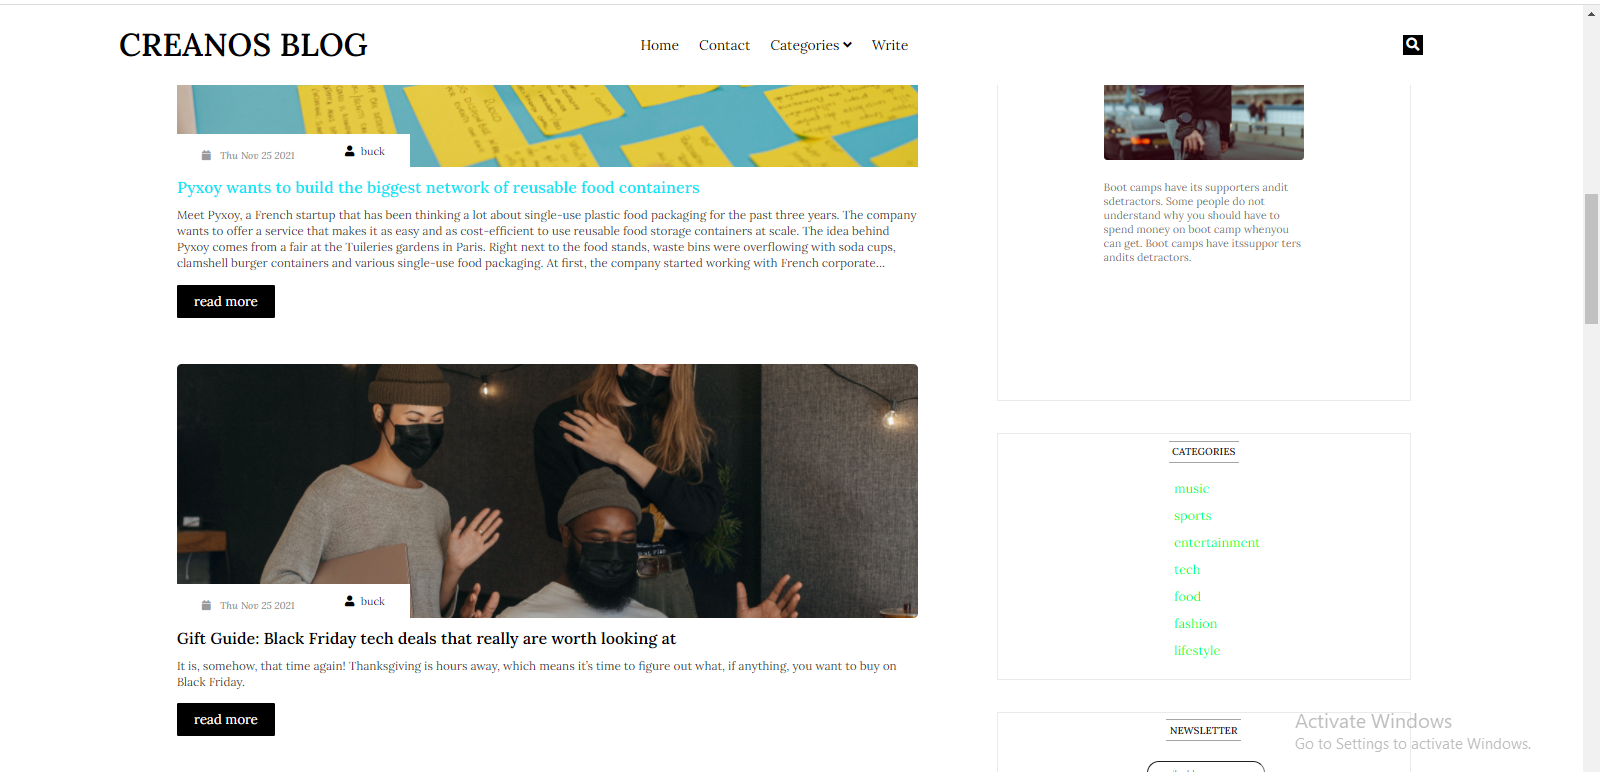 CREANOS BLOG
Home Contact Categories Write
Thu Nov 25 2021 buck
Pyxoy wants to build the biggest network of reusable food containers
Meet Pyxoy, a French startup that has been thinking a lot about single-use plastic food packaging for the past three years. The company
wants to offer a service that makes it as easy and as cost-efficient to use reusable food storage containers at scale. The idea behind
Pyxoy comes from a fair at the Tuileries gardens in Paris. Right next to the food stands, waste bins were overflowing with soda cups,
clamshell burger containers and various single-use food packaging. At first, the company started working with French corporate...
read more
Thu Nov 25 2021 buck
Gift Guide: Black Friday tech deals that really are worth looking at
It is, somehow, that time again! Thanksgiving is hours away, which means it's time to figure out what, if anything, you want to buy on
Black Friday.
read more
Boot camps have its supporters andit
sdetractors. Some people do not
understand why you should have to
spend money on boot camp whenyou
can get. Boot camps have itssuppor ters
andits detractors.
CATEGORIES
music
sports
entertainment
tech
food
fashion
lifestyle
NEWSLETTER
Activate Windows
Go to Settings to activate Windows.